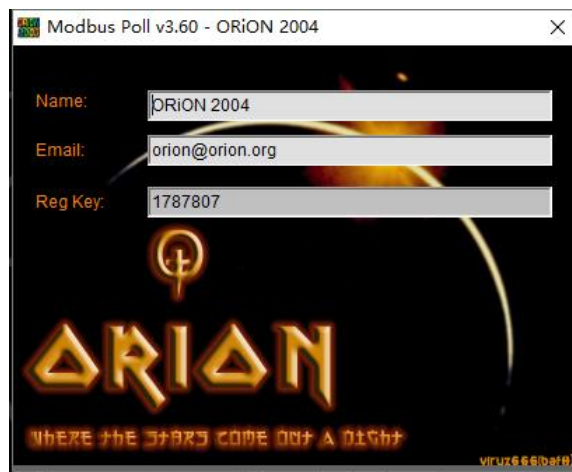 Modbus Poll v3.60 - ORiON 2004
Name: ORiON 2004
Email: orion@orion.org
Reg Key: 1787807
ORION
WHERE THE STARS COME OUT A NIGHT